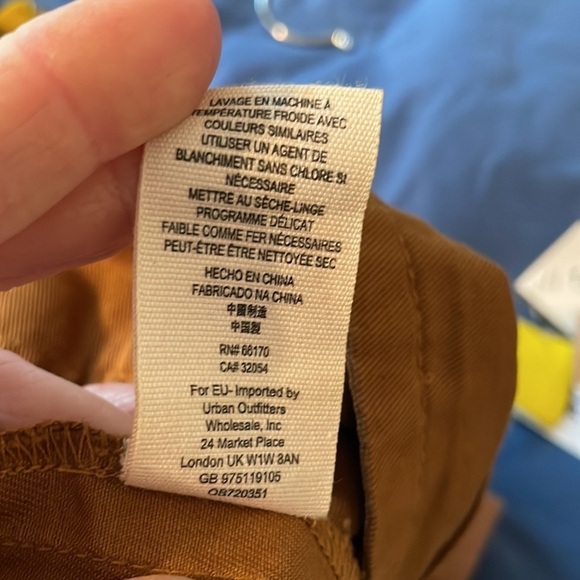 LAVAGE EN MACHINE À
TEMPÉRATURE FROIDE AVEC
COULEURS SIMILAIRES
UTILISER UN AGENT DE
BLANCHIMENT SANS CHLORE SI
NÉCESSAIRE
METTRE AU SÈCHE-LINGE
PROGRAMME DÉLICAT
FAIBLE COMME FER NÉCESSAIRES
PEUT-ÊTRE ÊTRE NETTOYÉE SEC
HECHO EN CHINA
FABRICADO NA CHINA
中國制造
中国製
RN# 66170
CA# 32054
For EU- Imported by
Urban Outfitters
Wholesale, Inc
24 Market Place
London UK W1W 8AN
GB 975119105
OB720351